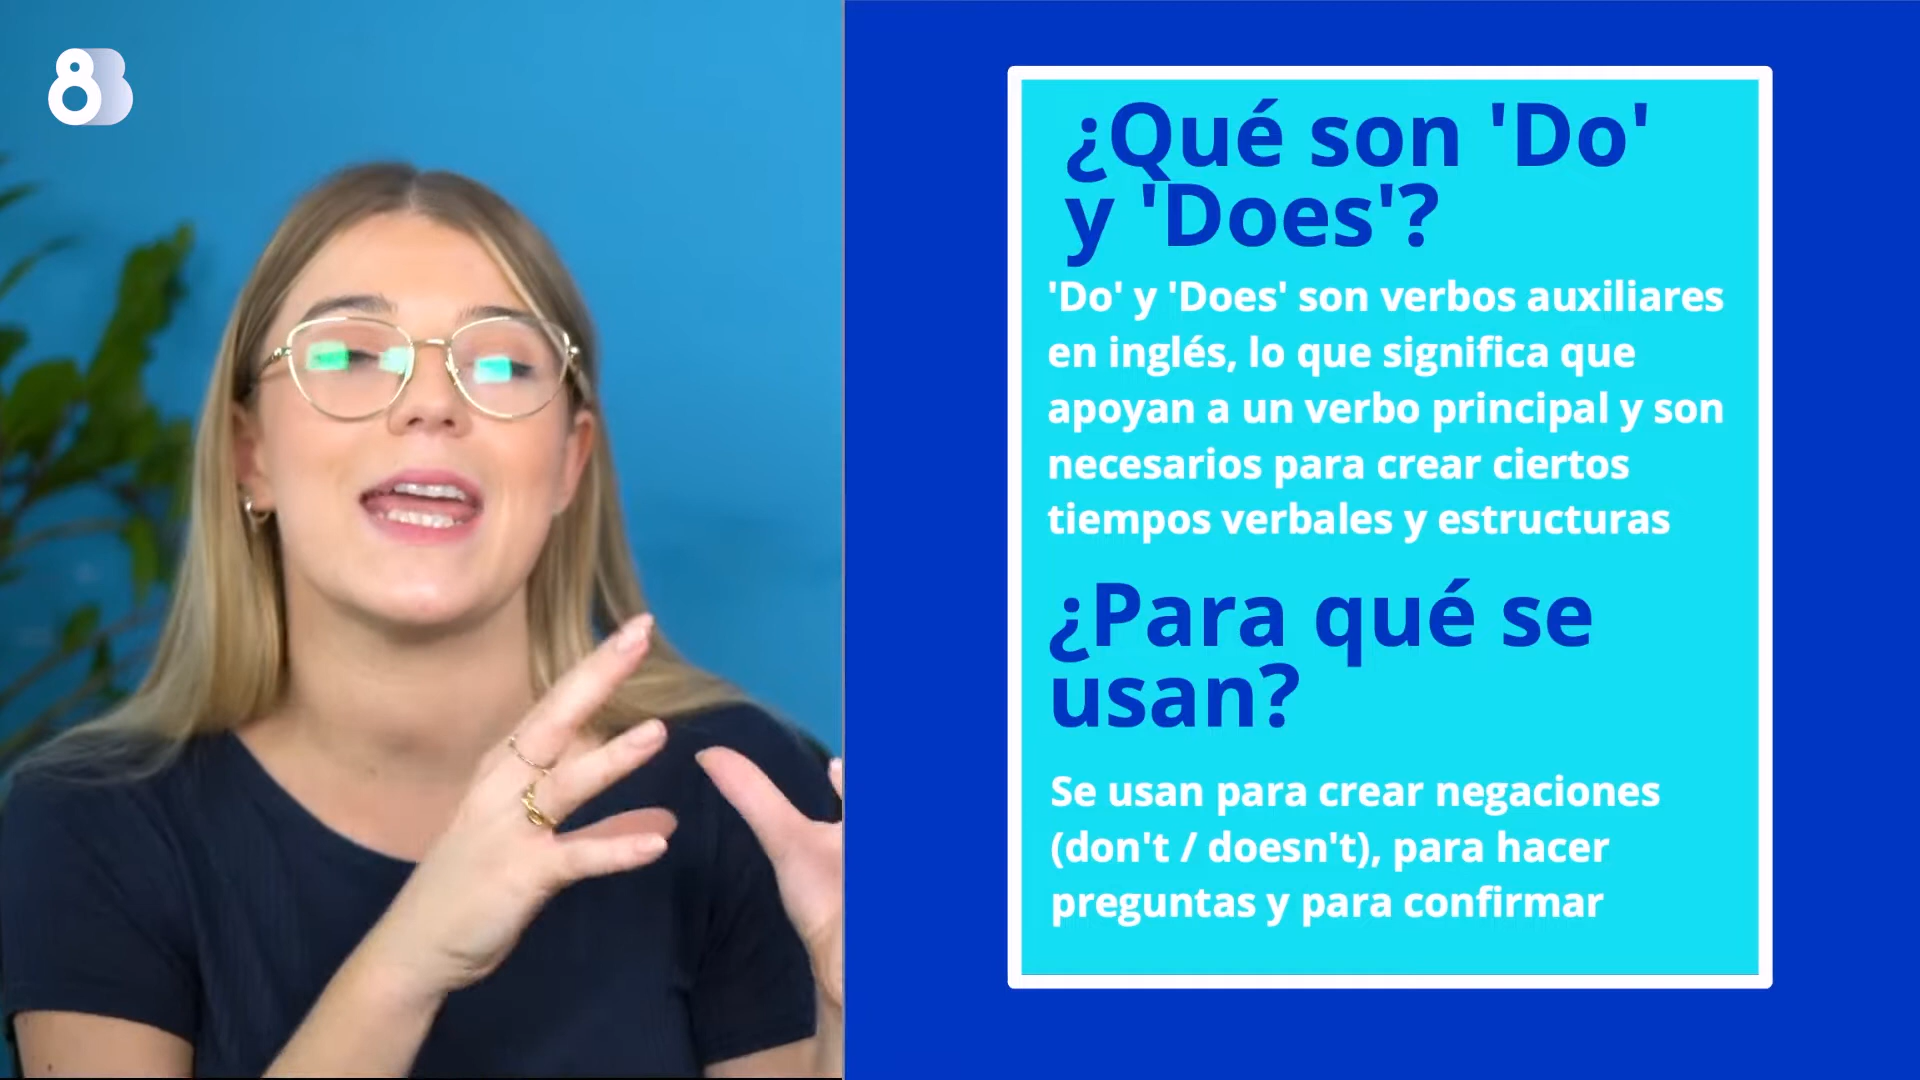 8B
¿Qué son 'Do'
y 'Does'?
'Do' y 'Does' son verbos auxiliares
en inglés, lo que significa que
apoyan a un verbo principal y son
necesarios para crear ciertos
tiempos verbales y estructuras
¿Para qué se
usan?
Se usan para crear negaciones
(don't / doesn't), para hacer
preguntas y para confirmar